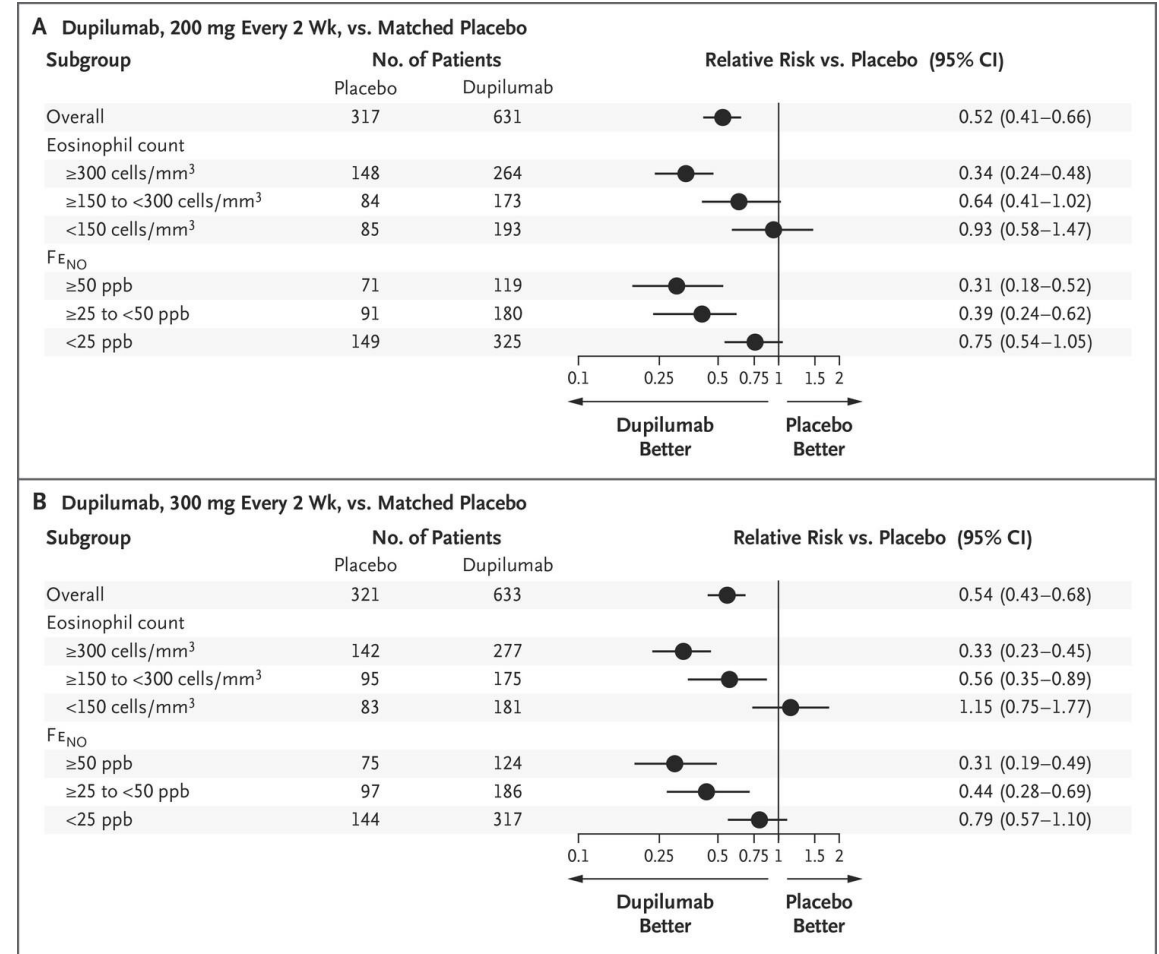 A Dupilumab, 200 mg Every 2 Wk, vs. Matched Placebo
Subgroup No. of Patients Relative Risk vs. Placebo (95% CI)
Placebo Dupilumab
Overall 317 631 0.52 (0.41–0.66)
Eosinophil count
≥300 cells/mm³ 148 264 0.34 (0.24–0.48)
≥150 to <300 cells/mm³ 84 173 0.64 (0.41–1.02)
<150 cells/mm³ 85 193 0.93 (0.58–1.47)
FENO
≥50 ppb 71 119 0.31 (0.18–0.52)
≥25 to <50 ppb 91 180 0.39 (0.24–0.62)
<25 ppb 149 325 0.75 (0.54–1.05)
0.1 0.25 0.5 0.75 1 1.5 2
Dupilumab Placebo
Better Better
B Dupilumab, 300 mg Every 2 Wk, vs. Matched Placebo
Subgroup No. of Patients Relative Risk vs. Placebo (95% CI)
Placebo Dupilumab
Overall 321 633 0.54 (0.43–0.68)
Eosinophil count
≥300 cells/mm³ 142 277 0.33 (0.23–0.45)
≥150 to <300 cells/mm³ 95 175 0.56 (0.35–0.89)
<150 cells/mm³ 83 181 1.15 (0.75–1.77)
FENO
≥50 ppb 75 124 0.31 (0.19–0.49)
≥25 to <50 ppb 97 186 0.44 (0.28–0.69)
<25 ppb 144 317 0.79 (0.57–1.10)
0.1 0.25 0.5 0.75 1 1.5 2
Dupilumab Placebo
Better Better